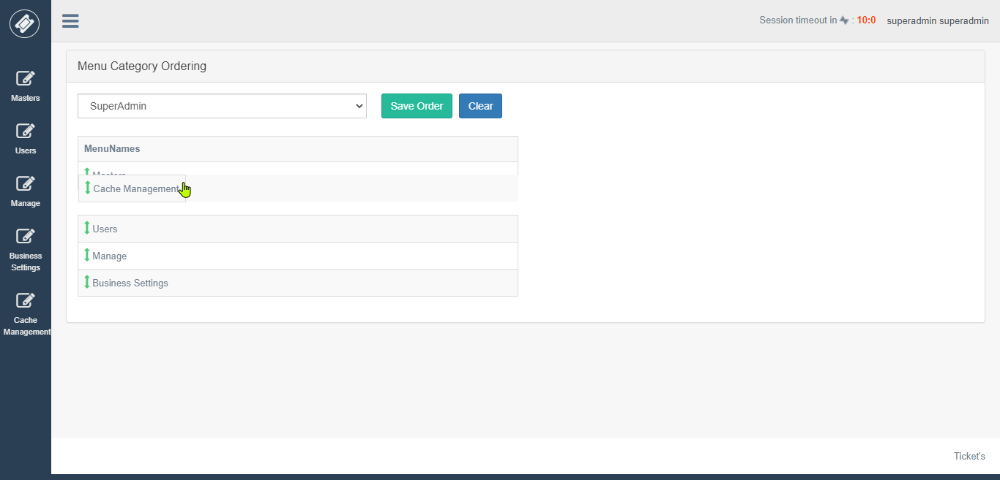 Session timeout in : 10:0 superadmin superadmin
Masters
Users
Manage
Business
Settings
Cache
Management
Menu Category Ordering
SuperAdmin Save Order Clear
MenuNames
Masters
Cache Management
Users
Manage
Business Settings
Ticket's